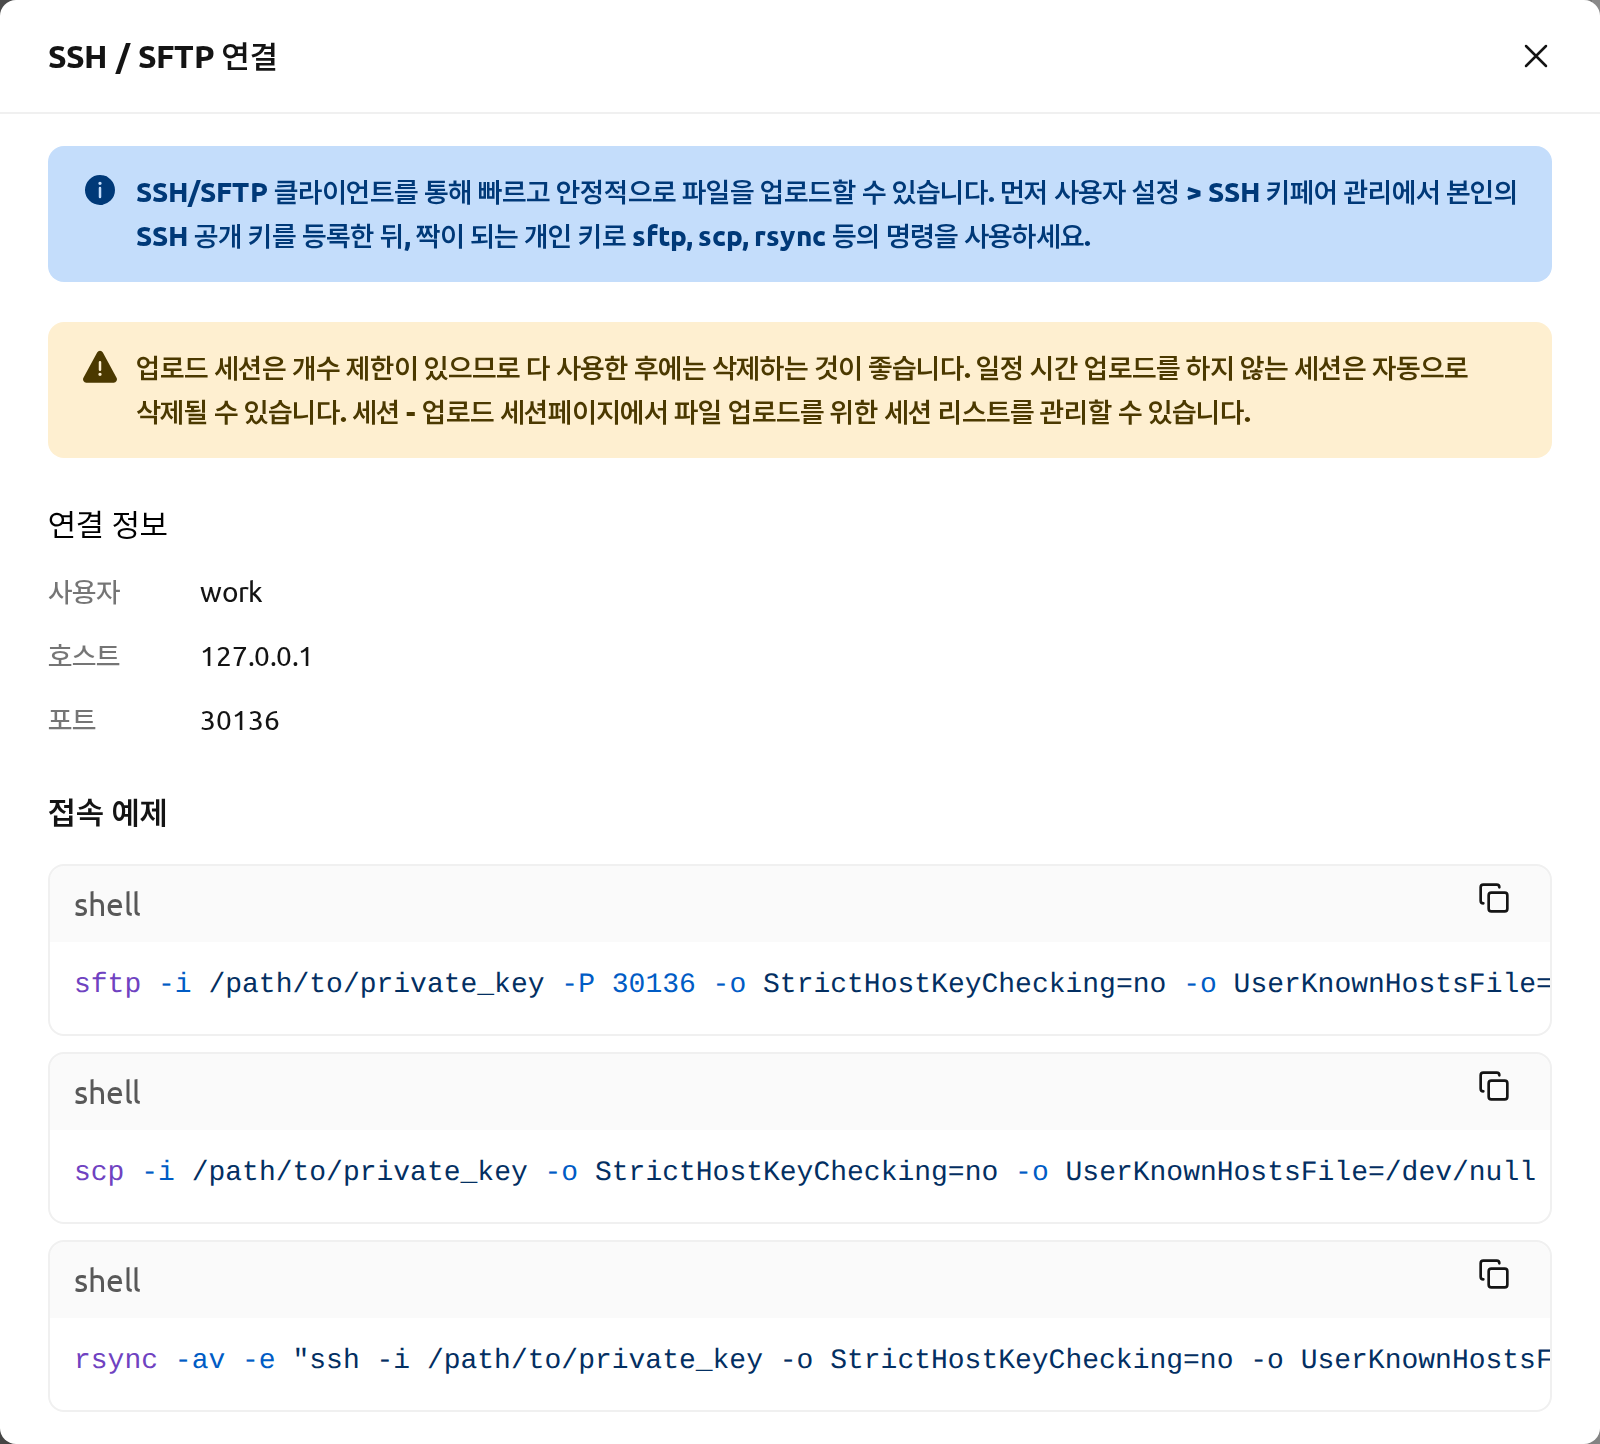 SSH / SFTP 연결
SSH/SFTP 클라이언트를 통해 빠르고 안정적으로 파일을 업로드할 수 있습니다. 먼저 사용자 설정 > SSH 키페어 관리에서 본인의
SSH 공개 키를 등록한 뒤, 짝이 되는 개인 키로 sftp, scp, rsync 등의 명령을 사용하세요.
업로드 세션은 개수 제한이 있으므로 다 사용한 후에는 삭제하는 것이 좋습니다. 일정 시간 업로드를 하지 않는 세션은 자동으로
삭제될 수 있습니다. 세션 - 업로드 세션페이지에서 파일 업로드를 위한 세션 리스트를 관리할 수 있습니다.
연결 정보
사용자 work
호스트 127.0.0.1
포트 30136
접속 예제
shell
sftp -i /path/to/private_key -P 30136 -o StrictHostKeyChecking=no -o UserKnownHostsFile=
shell
scp -i /path/to/private_key -o StrictHostKeyChecking=no -o UserKnownHostsFile=/dev/null
shell
rsync -av -e "ssh -i /path/to/private_key -o StrictHostKeyChecking=no -o UserKnownHostsF